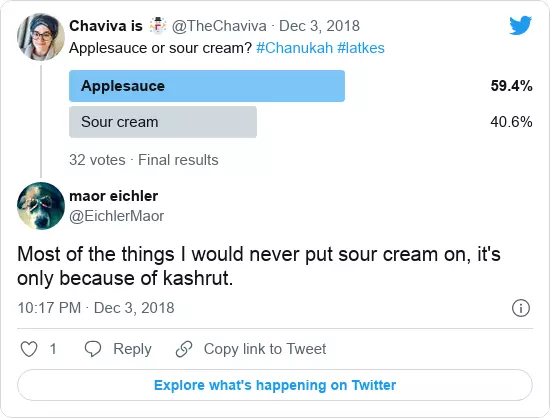 Chaviva is ☃️ @TheChaviva · Dec 3, 2018
Applesauce or sour cream? #Chanukah #latkes
Applesauce 59.4%
Sour cream 40.6%
32 votes · Final results
maor eichler
@EichlerMaor
Most of the things I would never put sour cream on, it's
only because of kashrut.
10:17 PM · Dec 3, 2018
1 Reply Copy link to Tweet
Explore what's happening on Twitter